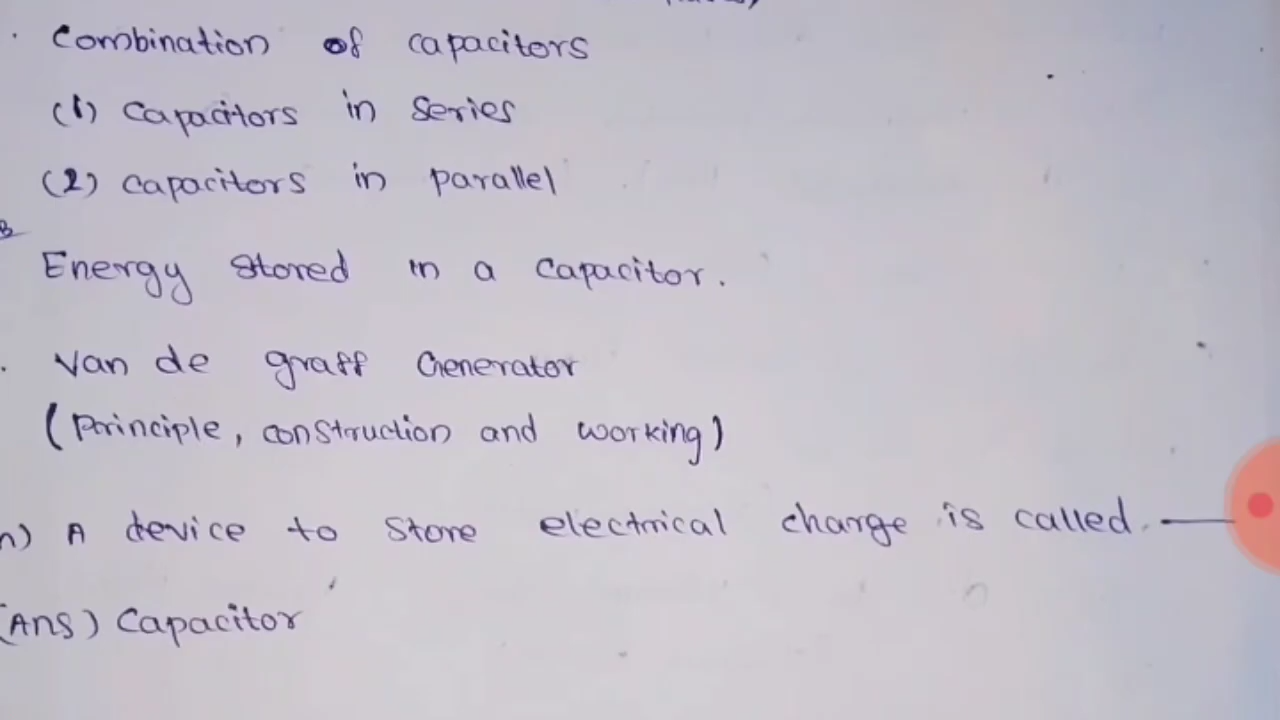 Combination of capacitors
(1) Capacitors in series
(2) capacitors in parallel
Energy stored in a capacitor.
Van de graff Generator
(Principle, construction and working)
) A device to store electrical charge is called —
(Ans) Capacitor